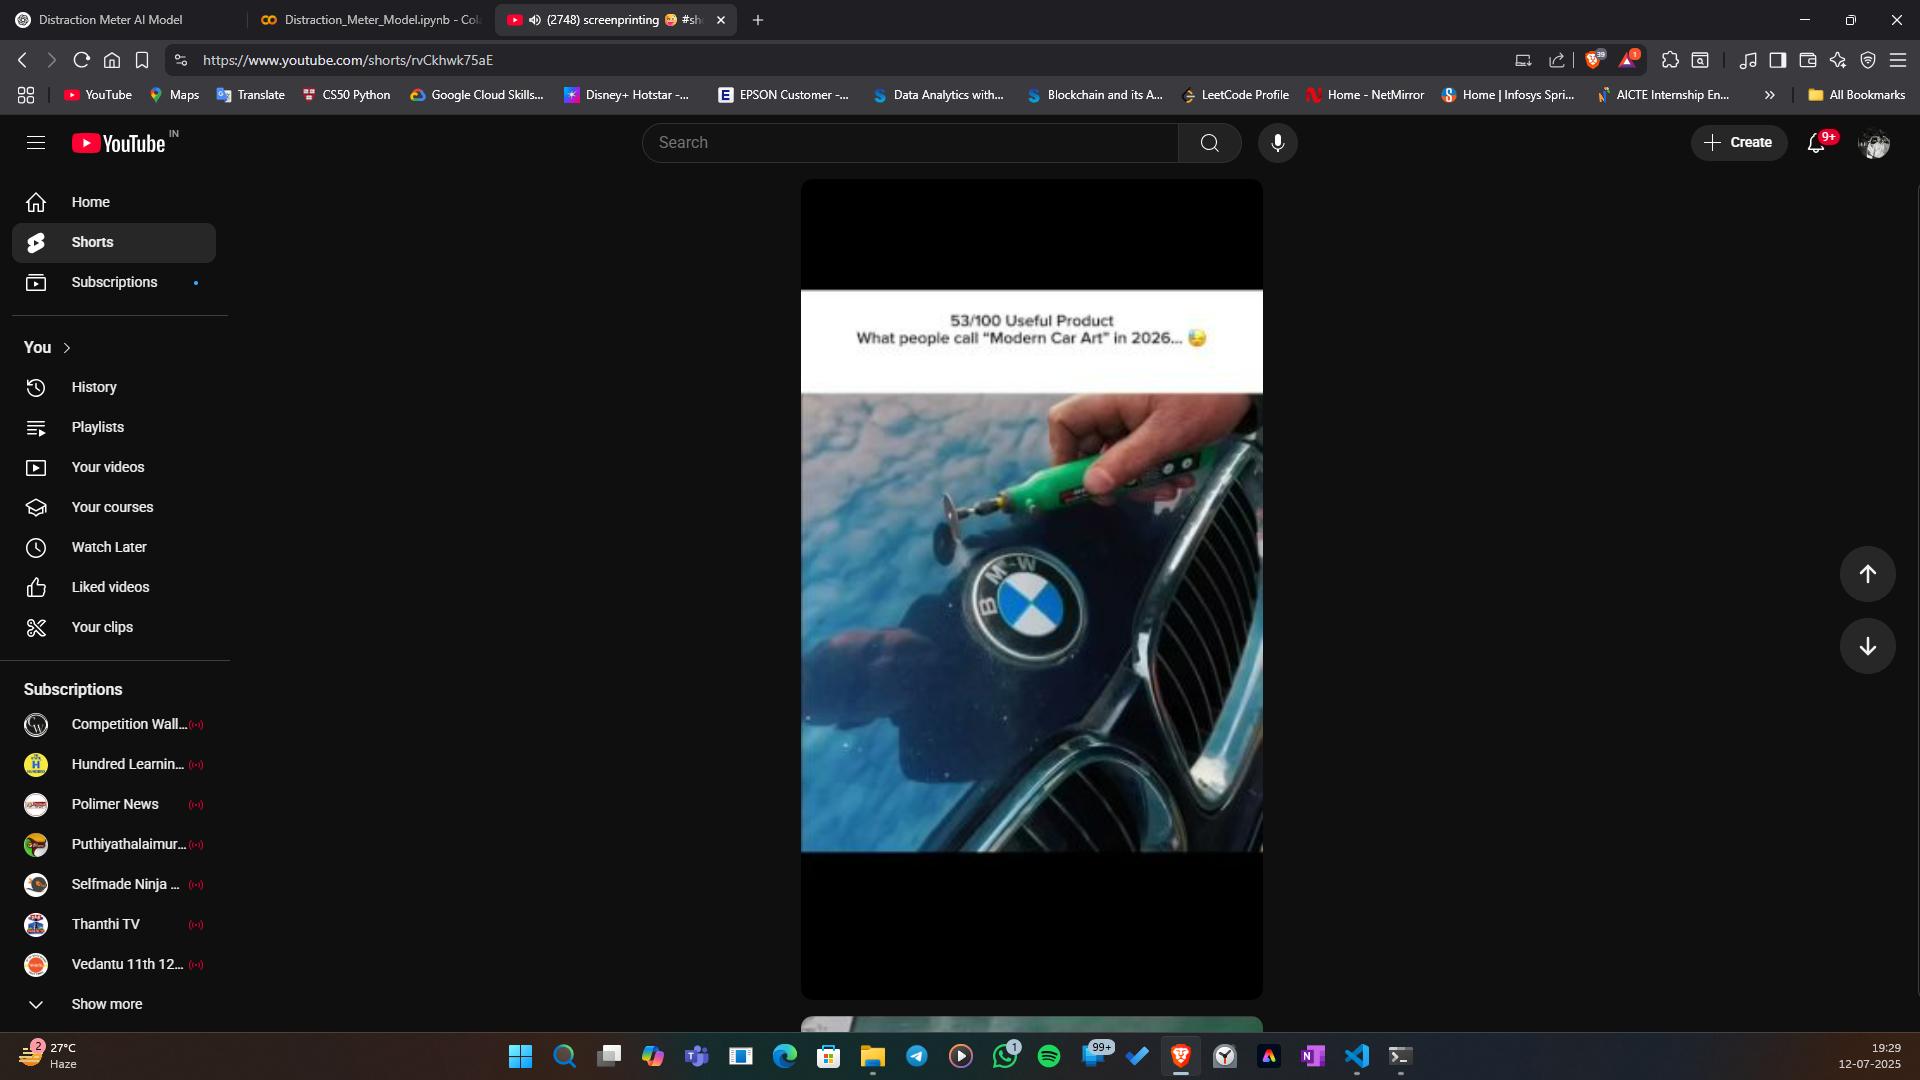 Distraction Meter AI Model
Distraction_Meter_Model.ipynb - Col
(2748) screenprinting 😜 #sh
https://www.youtube.com/shorts/rvCkhwk75aE
39
1
YouTube
Maps
Translate
CS50 Python
Google Cloud Skills...
Disney+ Hotstar -...
EPSON Customer -...
Data Analytics with...
Blockchain and its A...
LeetCode Profile
Home - NetMirror
Home | Infosys Spri...
AICTE Internship En...
All Bookmarks
YouTube IN
Search
Create
9+
Home
Shorts
Subscriptions
You
History
Playlists
Your videos
Your courses
Watch Later
Liked videos
Your clips
Subscriptions
Competition Wall...
Hundred Learnin...
Polimer News
Puthiyathalaimur...
Selfmade Ninja ...
Thanthi TV
Vedantu 11th 12...
Show more
53/100 Useful Product
What people call “Modern Car Art” in 2026... 😓
BMW
2
27°C
Haze
1
99+
19:29
12-07-2025